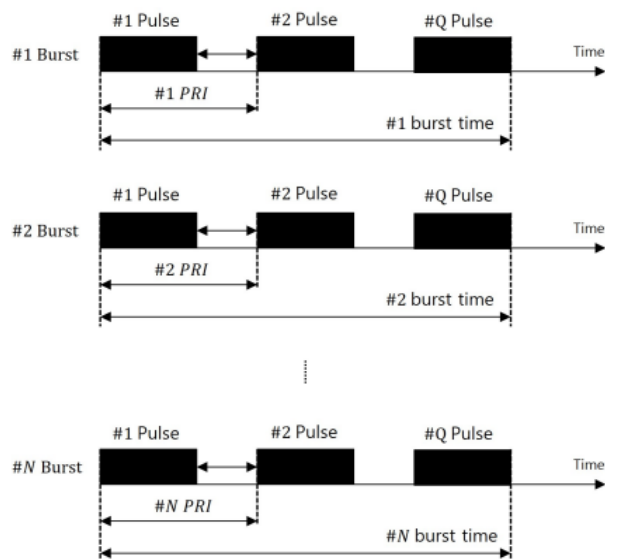 #1 Pulse #2 Pulse #Q Pulse
#1 Burst Time
#1 PRI
#1 burst time
#1 Pulse #2 Pulse #Q Pulse
#2 Burst Time
#2 PRI
#2 burst time
#1 Pulse #2 Pulse #Q Pulse
#N Burst Time
#N PRI
#N burst time